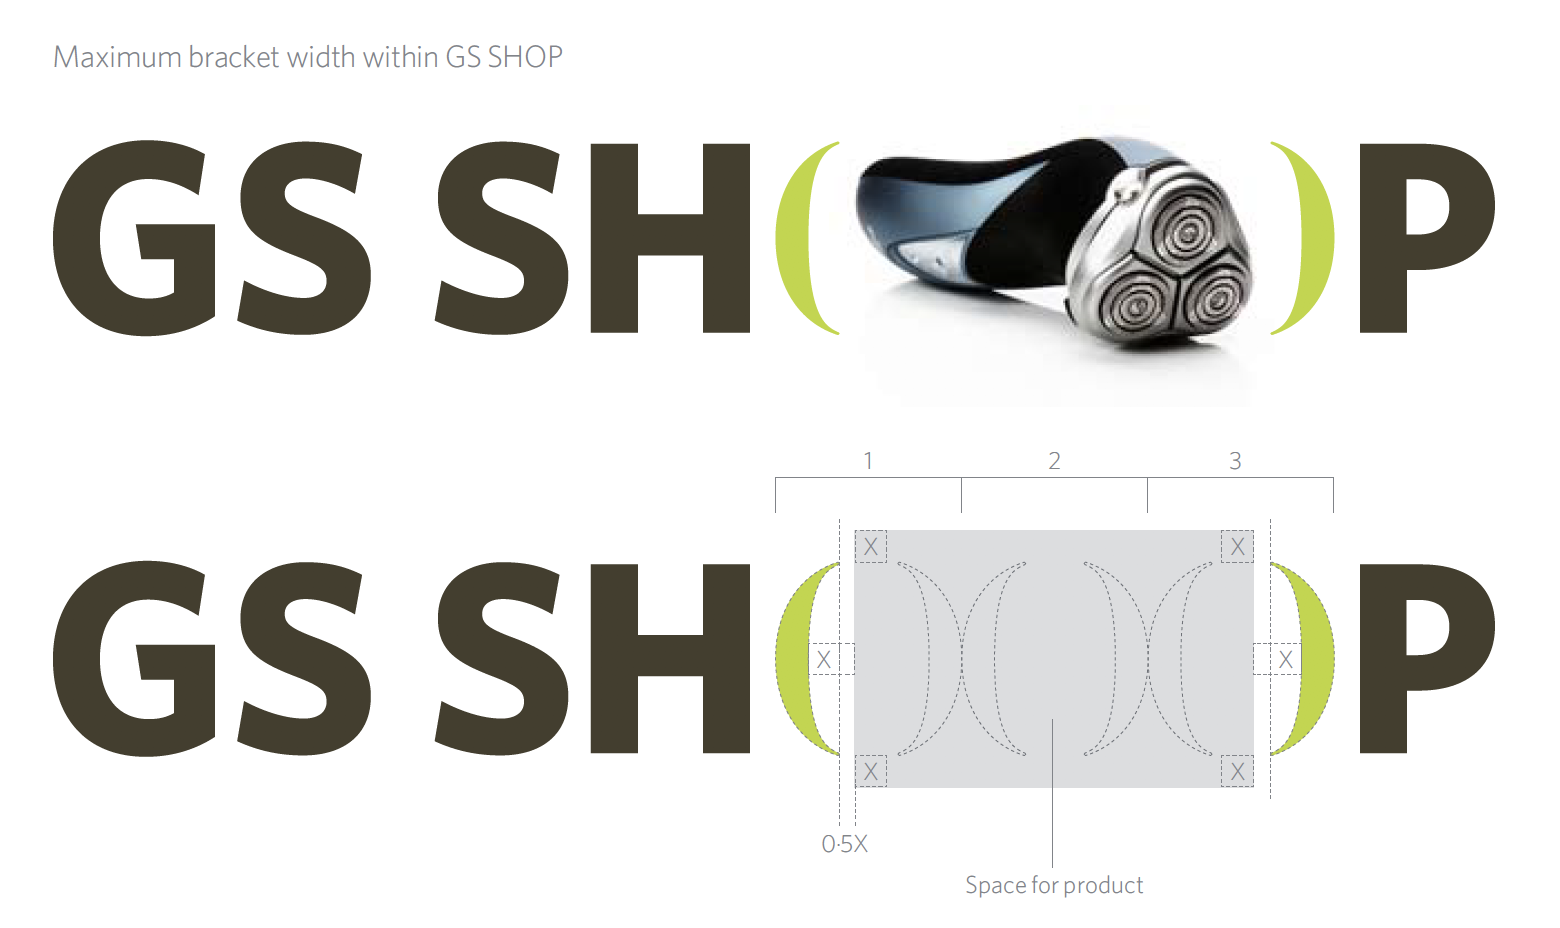 Maximum bracket width within GS SHOP
GS SH( )P
1 2 3
X X
GS SH( )P
X X
X X
0·5X
Space for product